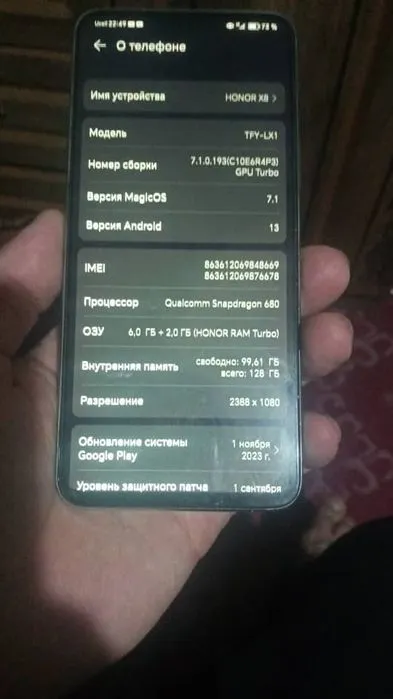 Ucell 22:49 73 %
← О телефоне
Имя устройства HONOR X8 >
Модель TFY-LX1
Номер сборки 7.1.0.193(C10E6R4P3)
GPU Turbo
Версия MagicOS 7.1
Версия Android 13
IMEI 863612069848669
863612069876678
Процессор Qualcomm Snapdragon 680
ОЗУ 6,0 ГБ + 2,0 ГБ (HONOR RAM Turbo)
Внутренняя память свободно: 99,61 ГБ
всего: 128 ГБ
Разрешение 2388 x 1080
Обновление системы 1 ноября
Google Play 2023 г. >
Уровень защитного патча 1 сентября